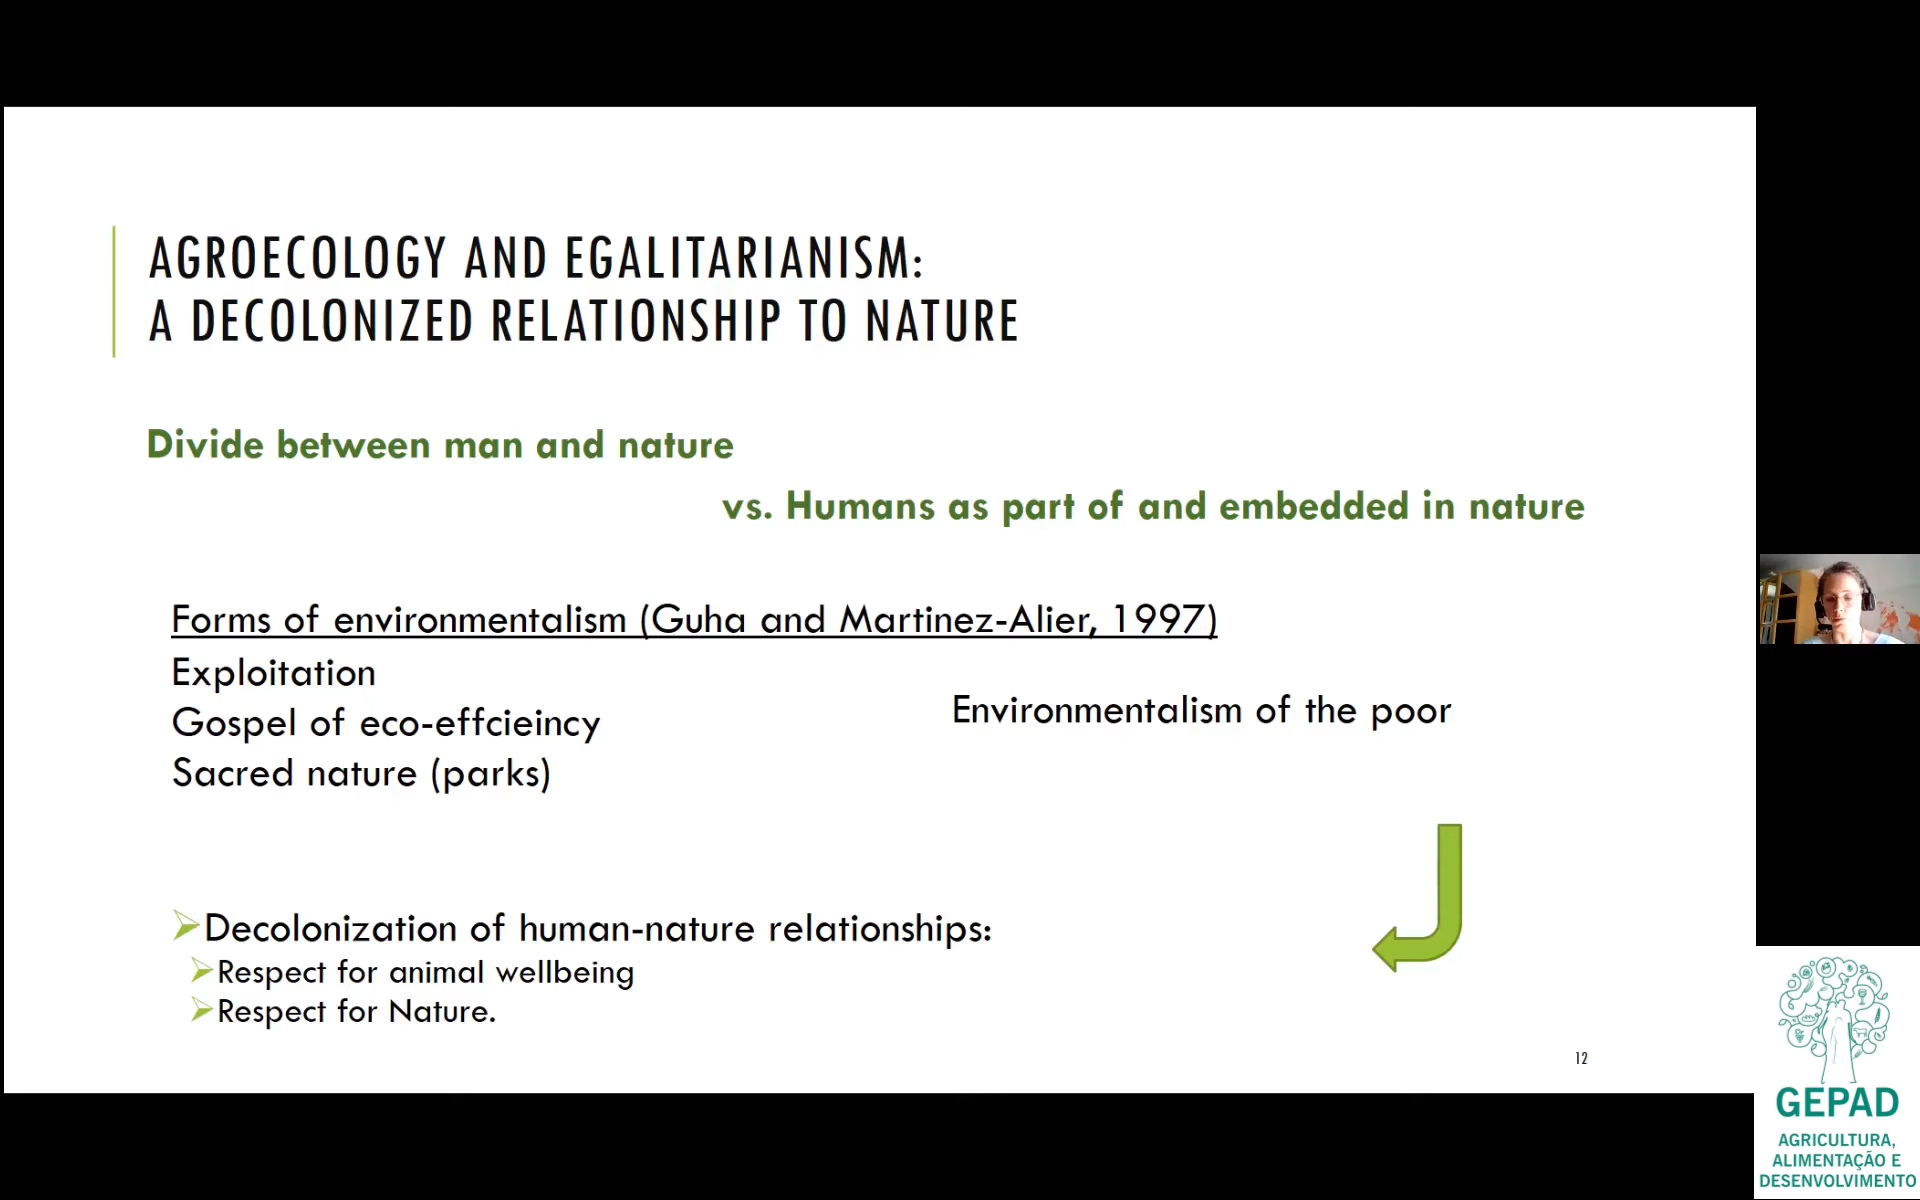 AGROECOLOGY AND EGALITARIANISM:
A DECOLONIZED RELATIONSHIP TO NATURE
Divide between man and nature
vs. Humans as part of and embedded in nature
Forms of environmentalism (Guha and Martinez-Alier, 1997)
Exploitation
Gospel of eco-effcieincy
Sacred nature (parks)
Environmentalism of the poor
Decolonization of human-nature relationships:
Respect for animal wellbeing
Respect for Nature.
12
GEPAD
AGRICULTURA,
ALIMENTAÇÃO E
DESENVOLVIMENTO